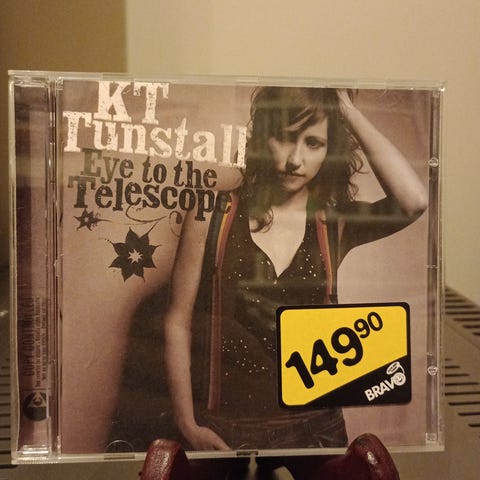 KT
Tunstall
Eye to the
Telescope
149 90
BRAVO